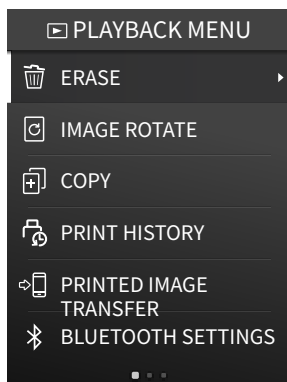 PLAYBACK MENU
ERASE
IMAGE ROTATE
COPY
PRINT HISTORY
PRINTED IMAGE
TRANSFER
BLUETOOTH SETTINGS